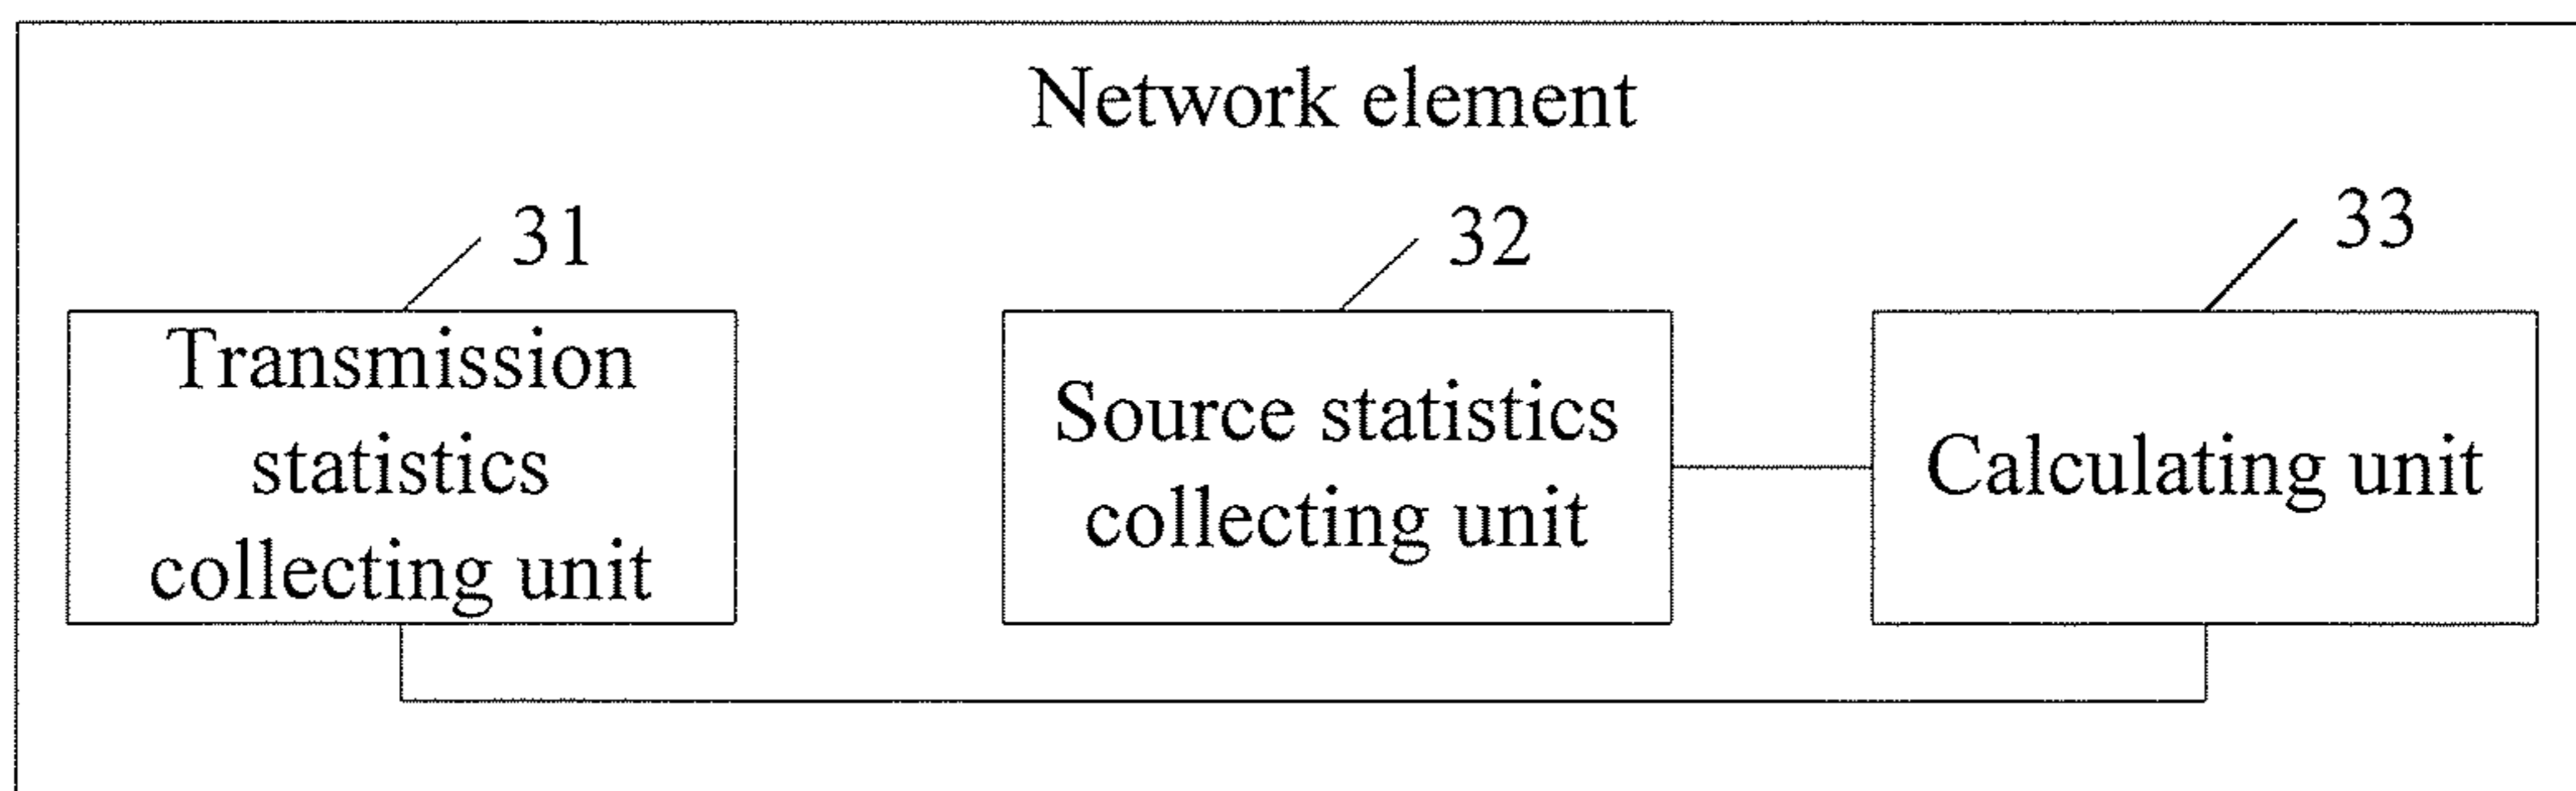 Network element
31
32
33
Transmission
statistics
collecting unit
Source statistics
collecting unit
Calculating unit